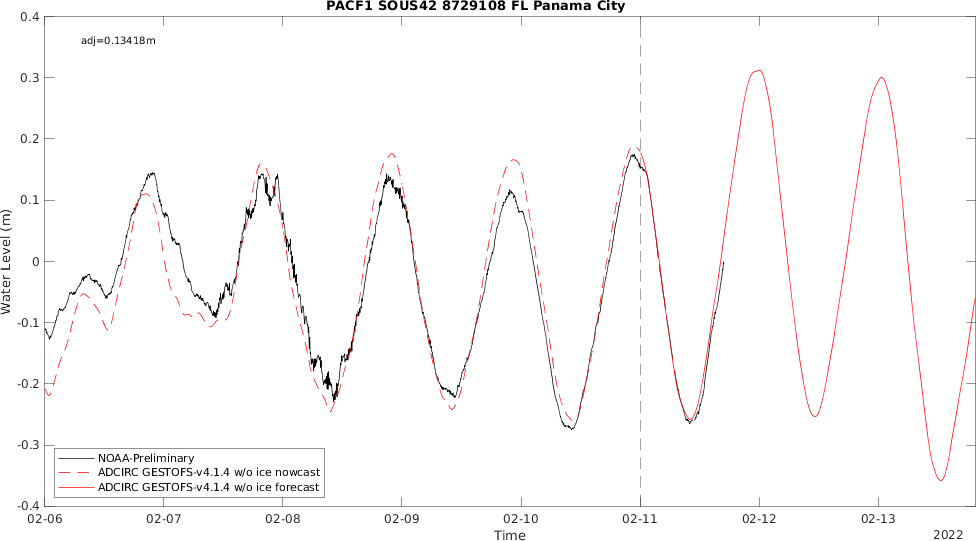 PACF1 SOUS42 8729108 FL Panama City
adj=0.13418m
Water Level (m)
0.4
0.3
0.2
0.1
0
-0.1
-0.2
-0.3
-0.4
NOAA-Preliminary
ADCIRC GESTOFS-v4.1.4 w/o ice nowcast
ADCIRC GESTOFS-v4.1.4 w/o ice forecast
02-06 02-07 02-08 02-09 02-10 02-11 02-12 02-13
Time
2022